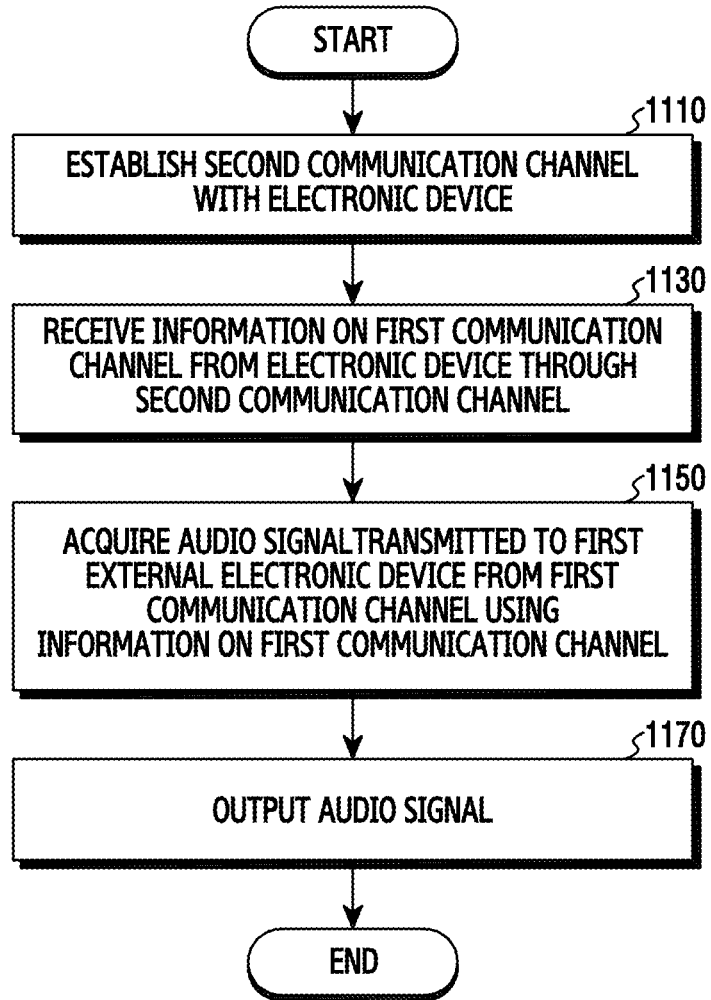 START
1110
ESTABLISH SECOND COMMUNICATION CHANNEL
WITH ELECTRONIC DEVICE
1130
RECEIVE INFORMATION ON FIRST COMMUNICATION
CHANNEL FROM ELECTRONIC DEVICE THROUGH
SECOND COMMUNICATION CHANNEL
1150
ACQUIRE AUDIO SIGNALTRANSMITTED TO FIRST
EXTERNAL ELECTRONIC DEVICE FROM FIRST
COMMUNICATION CHANNEL USING
INFORMATION ON FIRST COMMUNICATION CHANNEL
1170
OUTPUT AUDIO SIGNAL
END